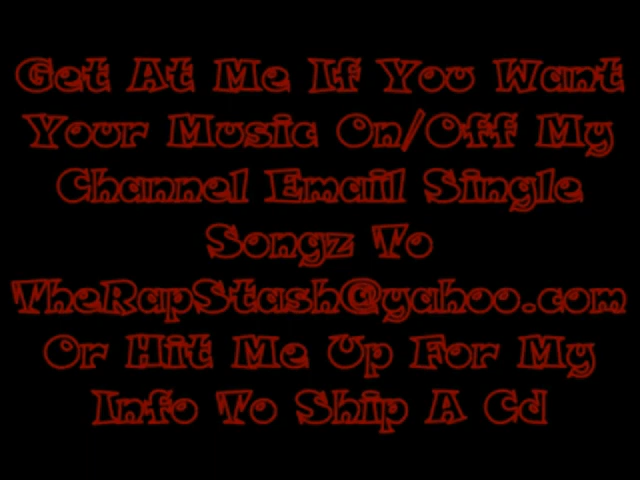 Get At Me If You Want
Your Music On/Off My
Channel Email Single
Songz To
TheRapStash@yahoo.com
Or Hit Me Up For My
Info To Ship A Cd